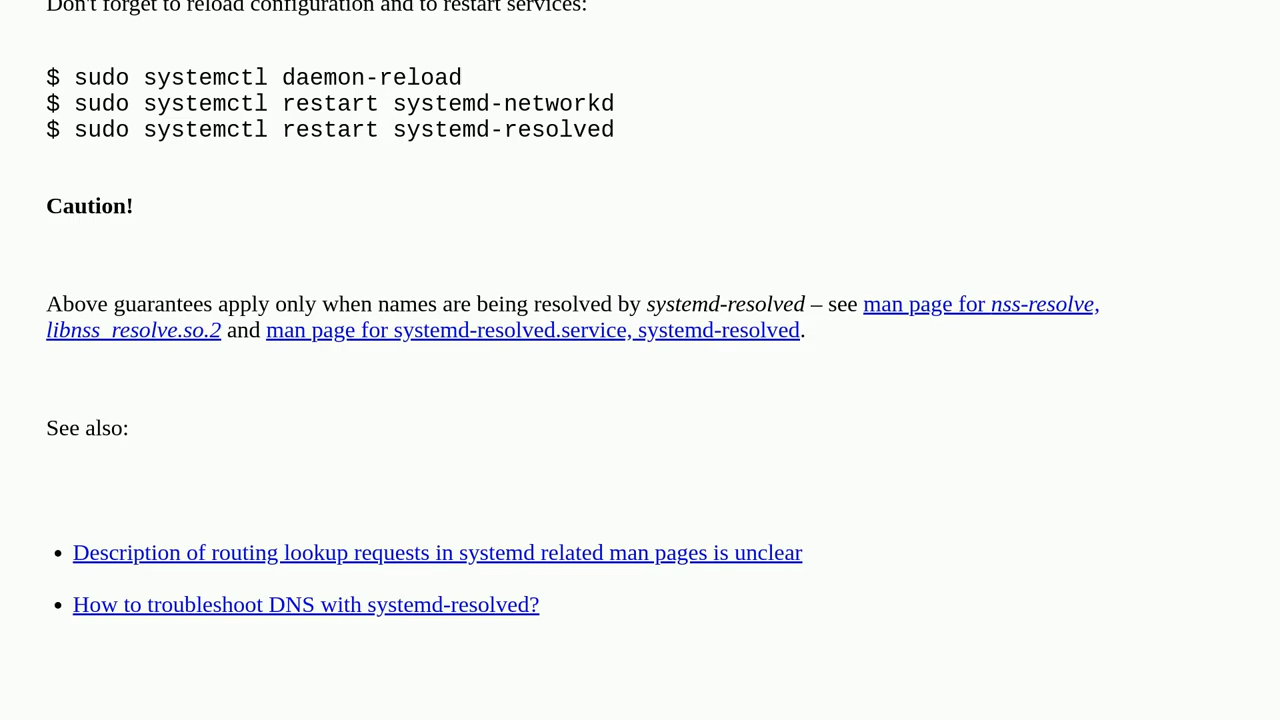 Don't forget to reload configuration and to restart services:
$ sudo systemctl daemon-reload
$ sudo systemctl restart systemd-networkd
$ sudo systemctl restart systemd-resolved
Caution!
Above guarantees apply only when names are being resolved by systemd-resolved – see man page for nss-resolve,
libnss_resolve.so.2 and man page for systemd-resolved.service, systemd-resolved.
See also:
• Description of routing lookup requests in systemd related man pages is unclear
• How to troubleshoot DNS with systemd-resolved?